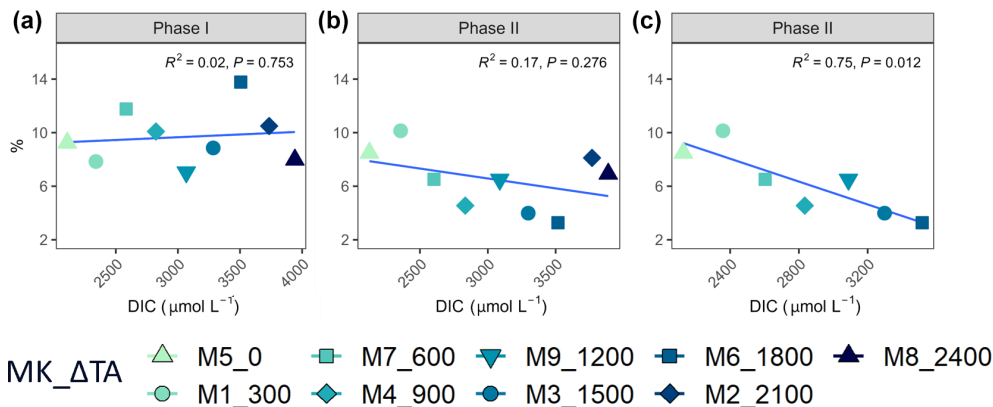 (a) Phase I (b) Phase II (c) Phase II
R² = 0.02, P = 0.753 R² = 0.17, P = 0.276 R² = 0.75, P = 0.012
14 14 14
10 10 10
%
6 6 6
2 2 2
2500 3000 3500 4000 2500 3000 3500 2400 2800 3200
DIC (μmol L⁻¹) DIC (μmol L⁻¹) DIC (μmol L⁻¹)
MK_ΔTA
M5_0 M7_600 M9_1200 M6_1800 M8_2400
M1_300 M4_900 M3_1500 M2_2100